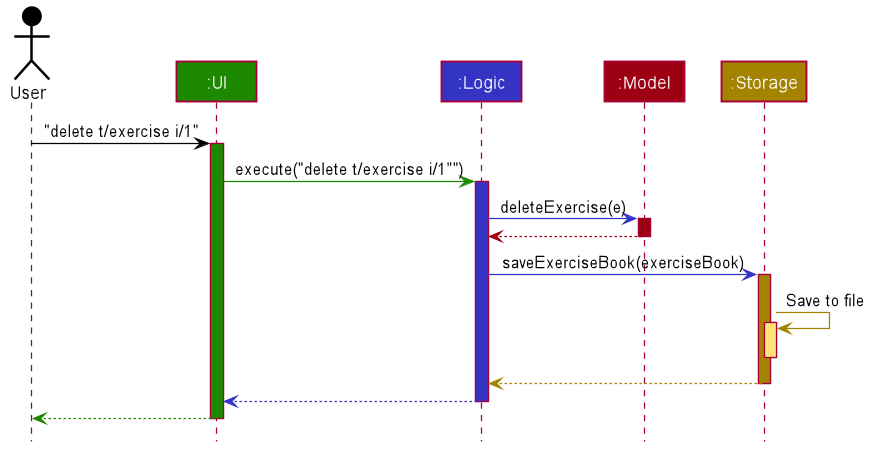 User
:UI
:Logic
:Model
:Storage
"delete t/exercise i/1"
execute("delete t/exercise i/1"")
deleteExercise(e)
saveExerciseBook(exerciseBook)
Save to file